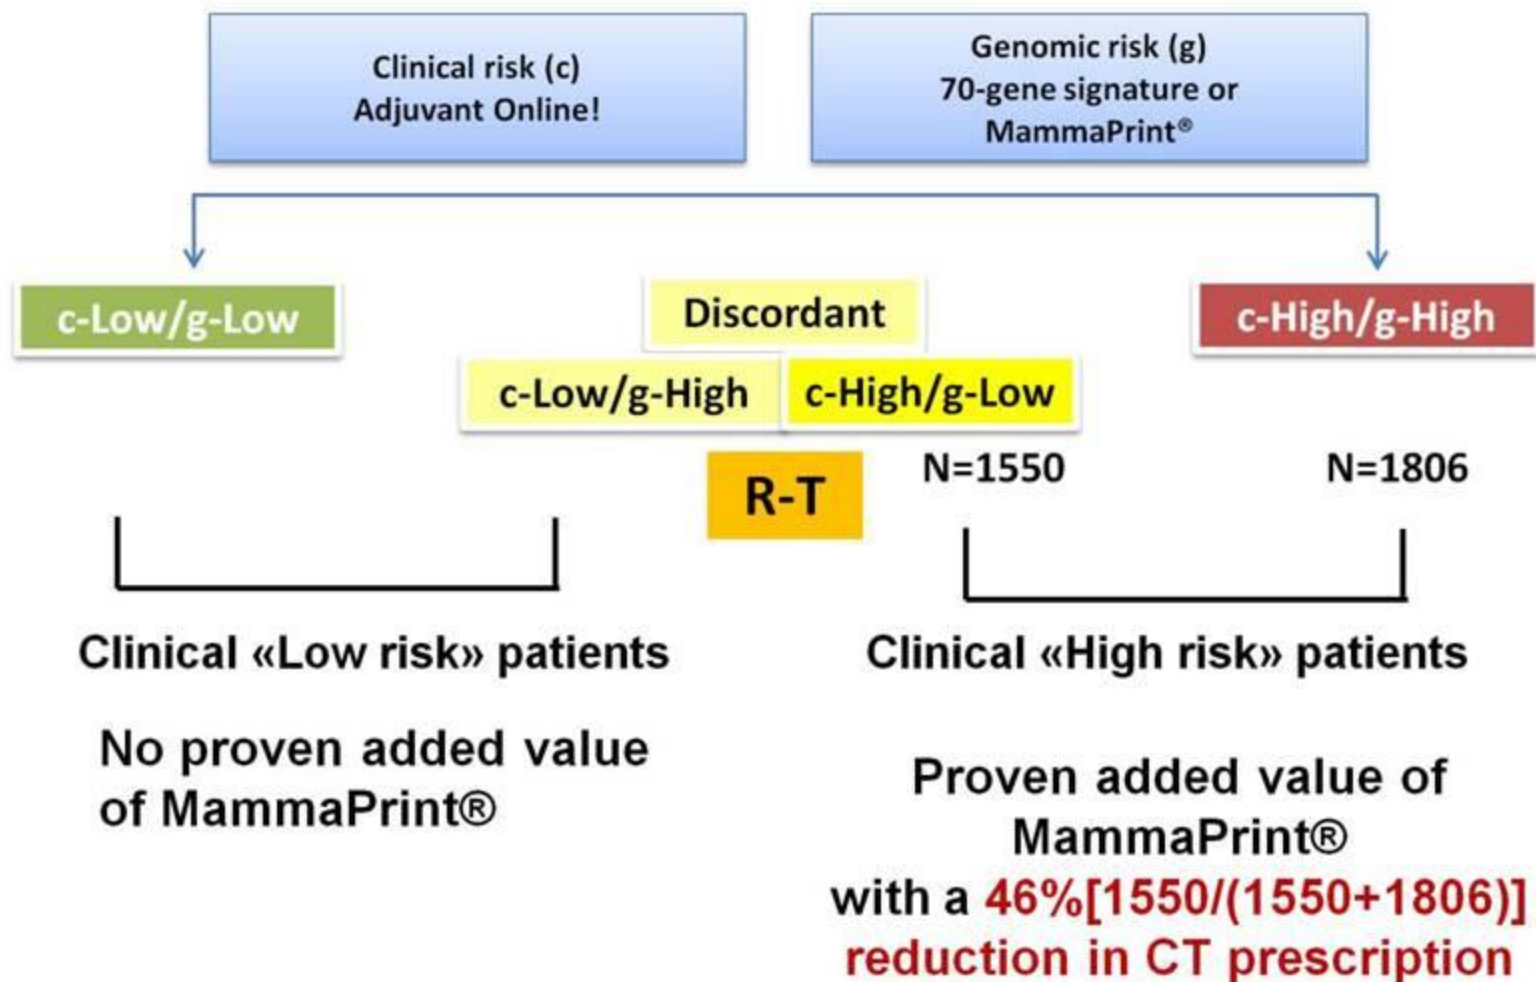 Clinical risk (c)
Adjuvant Online!
Genomic risk (g)
70-gene signature or
MammaPrint®
c-Low/g-Low
Discordant
c-High/g-High
c-Low/g-High
c-High/g-Low
R-T
N=1550
N=1806
Clinical «Low risk» patients
Clinical «High risk» patients
No proven added value
of MammaPrint®
Proven added value of
MammaPrint®
with a 46%[1550/(1550+1806)]
reduction in CT prescription